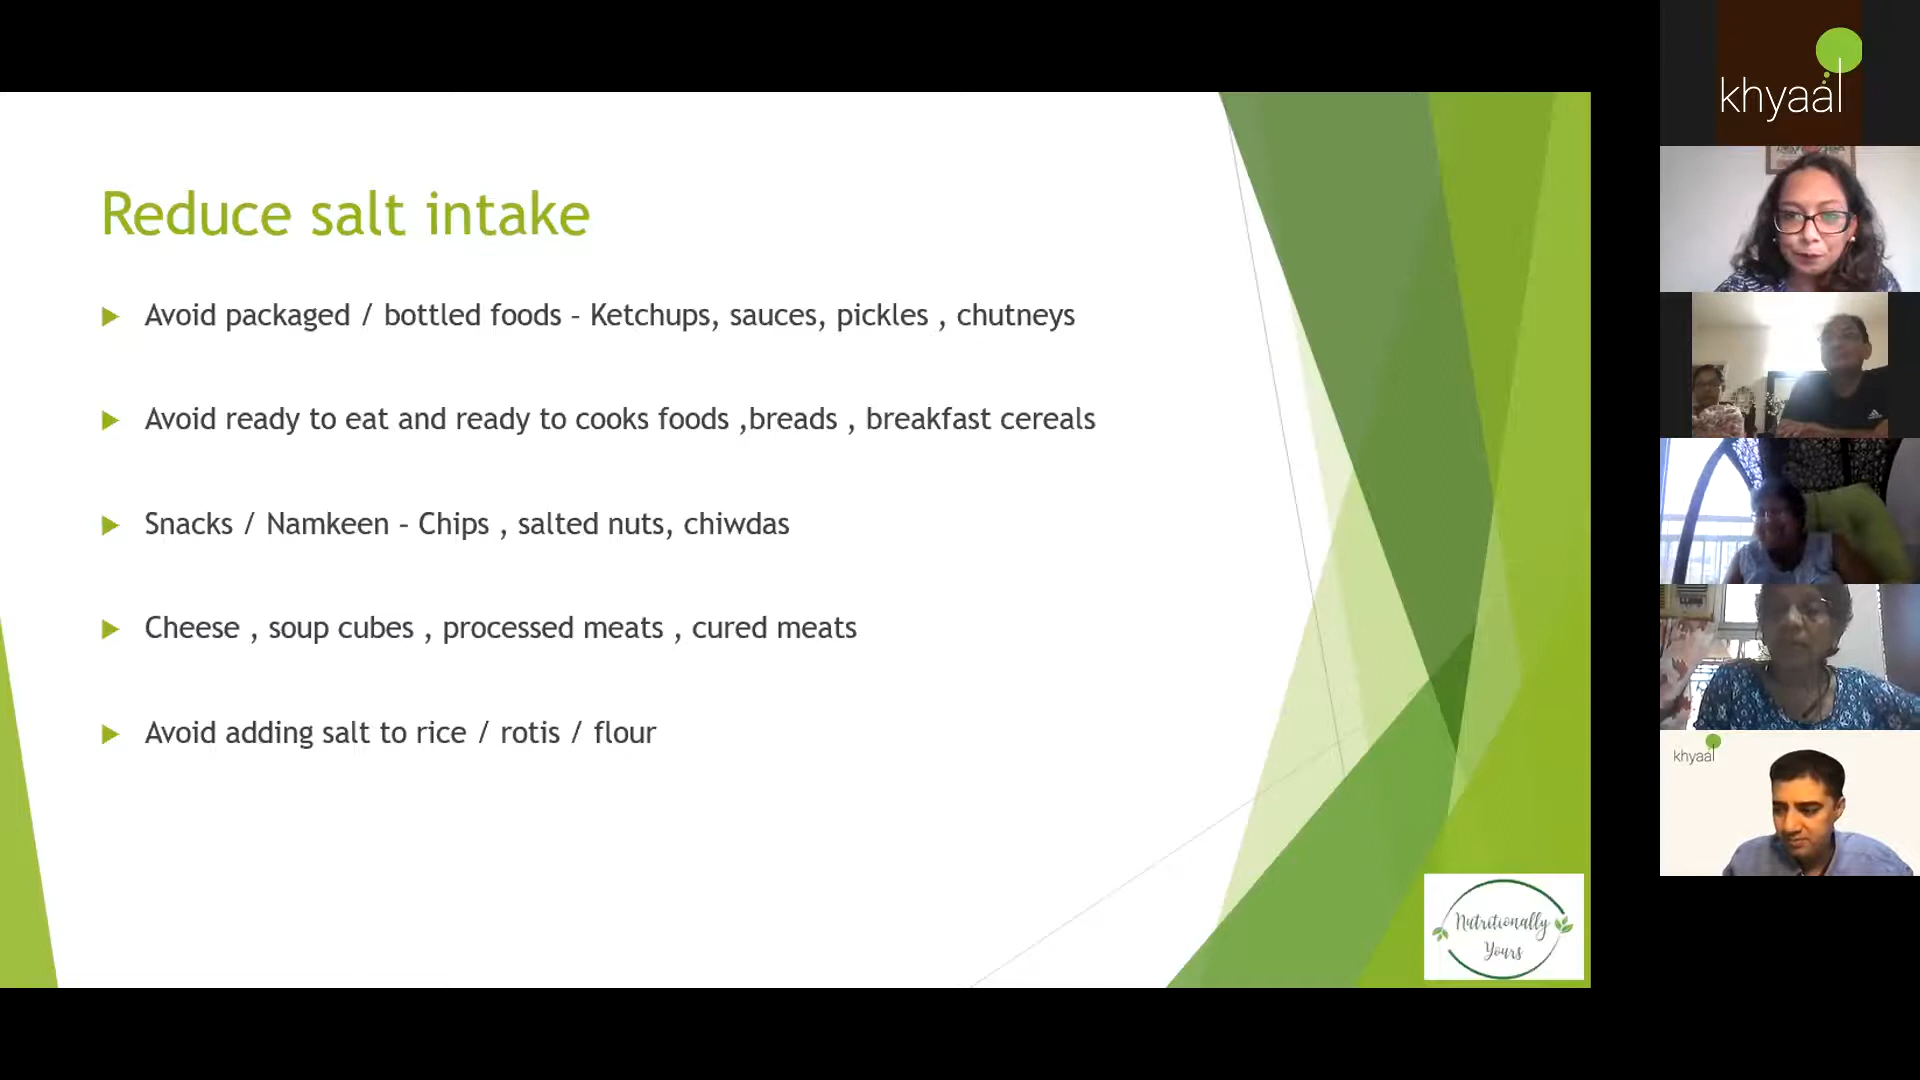 Reduce salt intake
Avoid packaged / bottled foods – Ketchups, sauces, pickles , chutneys
Avoid ready to eat and ready to cooks foods ,breads , breakfast cereals
Snacks / Namkeen – Chips , salted nuts, chiwdas
Cheese , soup cubes , processed meats , cured meats
Avoid adding salt to rice / rotis / flour
Nutritionally
Yours
khyaal
khyaal